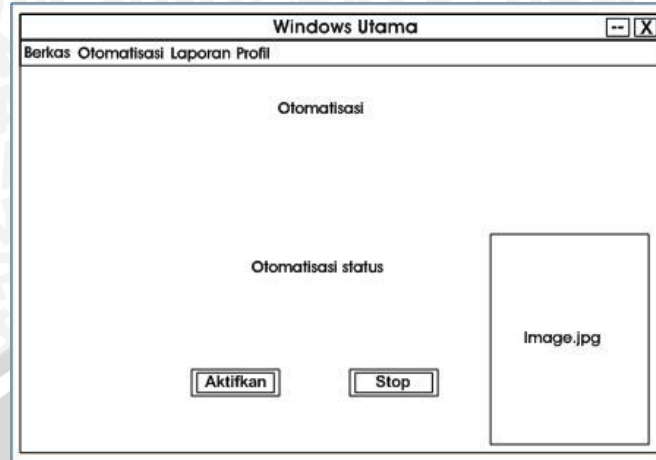 Windows Utama -- X
Berkas Otomatisasi Laporan Profil
Otomatisasi
Otomatisasi status
Image.jpg
Aktifkan Stop